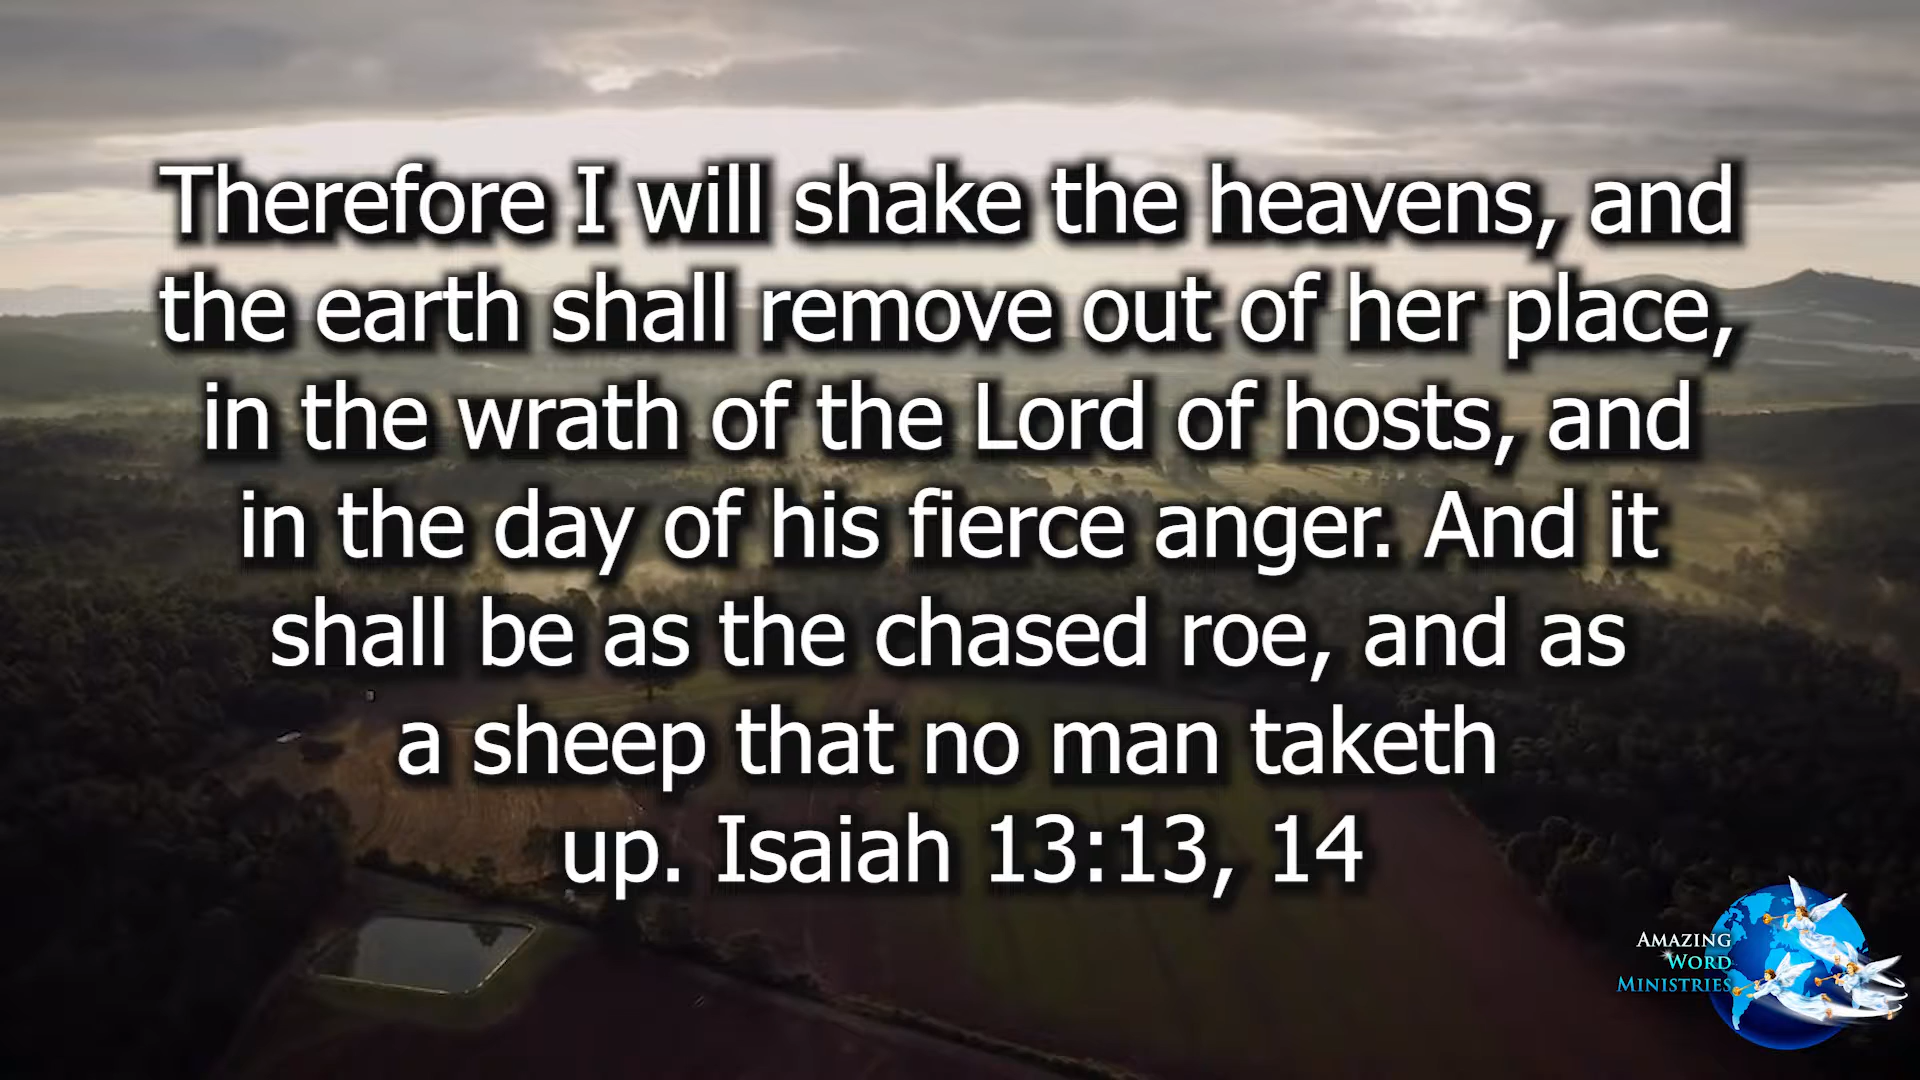 Therefore I will shake the heavens, and
the earth shall remove out of her place,
in the wrath of the Lord of hosts, and
in the day of his fierce anger. And it
shall be as the chased roe, and as
a sheep that no man taketh
up. Isaiah 13:13, 14
Amazing
Word
Ministries